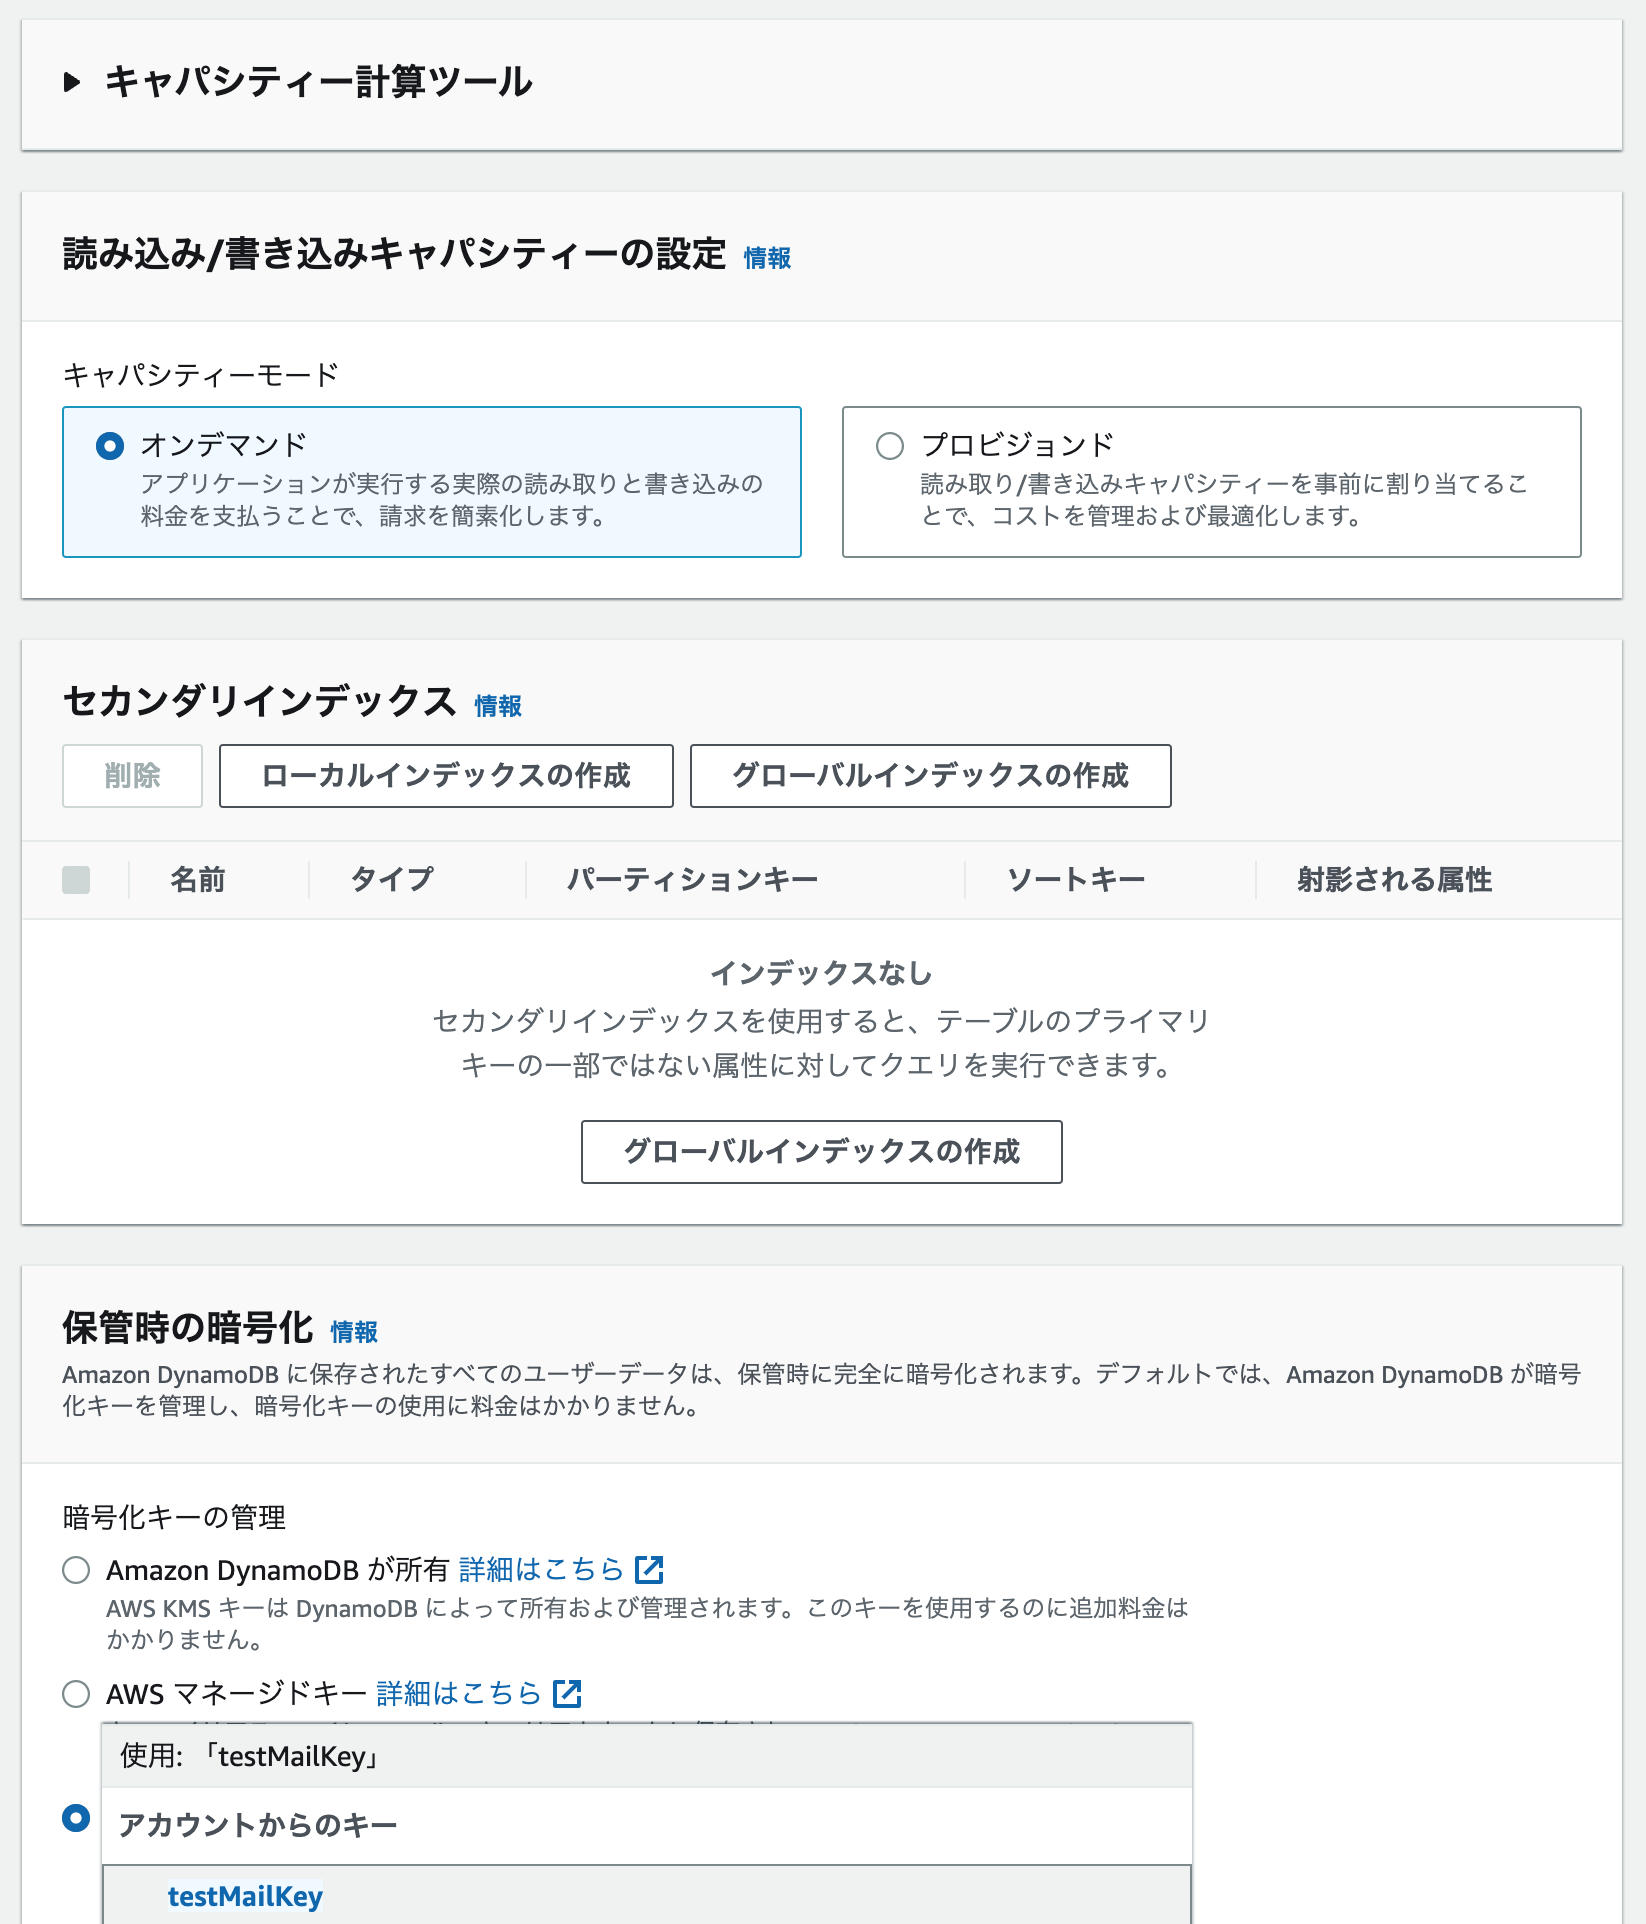 キャパシティー計算ツール
読み込み/書き込みキャパシティーの設定 情報
キャパシティーモード
オンデマンド
アプリケーションが実行する実際の読み取りと書き込みの
料金を支払うことで、請求を簡素化します。
プロビジョンド
読み取り/書き込みキャパシティーを事前に割り当てるこ
とで、コストを管理および最適化します。
セカンダリインデックス 情報
削除 ローカルインデックスの作成 グローバルインデックスの作成
名前 タイプ パーティションキー ソートキー 射影される属性
インデックスなし
セカンダリインデックスを使用すると、テーブルのプライマリ
キーの一部ではない属性に対してクエリを実行できます。
グローバルインデックスの作成
保管時の暗号化 情報
Amazon DynamoDB に保存されたすべてのユーザーデータは、保管時に完全に暗号化されます。デフォルトでは、Amazon DynamoDB が暗号
化キーを管理し、暗号化キーの使用に料金はかかりません。
暗号化キーの管理
Amazon DynamoDB が所有 詳細はこちら
AWS KMS キーは DynamoDB によって所有および管理されます。このキーを使用するのに追加料金は
かかりません。
AWS マネージドキー 詳細はこちら
使用: 「testMailKey」
アカウントからのキー
testMailKey